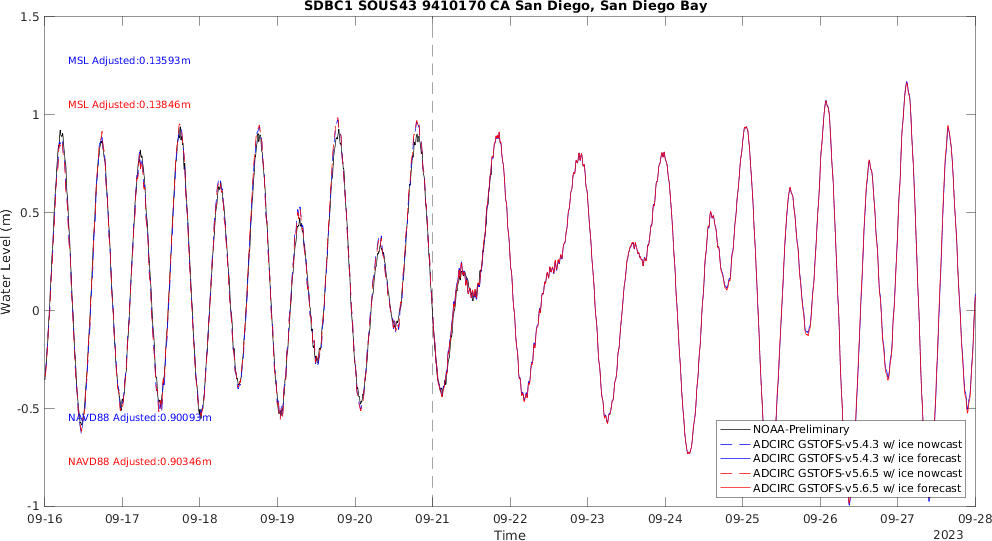 SDBC1 SOUS43 9410170 CA San Diego, San Diego Bay
1.5
MSL Adjusted:0.13593m
MSL Adjusted:0.13846m
1
0.5
Water Level (m)
0
-0.5
NAVD88 Adjusted:0.90093m
NAVD88 Adjusted:0.90346m
NOAA-Preliminary
ADCIRC GSTOFS-v5.4.3 w/ ice nowcast
ADCIRC GSTOFS-v5.4.3 w/ ice forecast
ADCIRC GSTOFS-v5.6.5 w/ ice nowcast
ADCIRC GSTOFS-v5.6.5 w/ ice forecast
-1
09-16 09-17 09-18 09-19 09-20 09-21 09-22 09-23 09-24 09-25 09-26 09-27 09-28
Time
2023